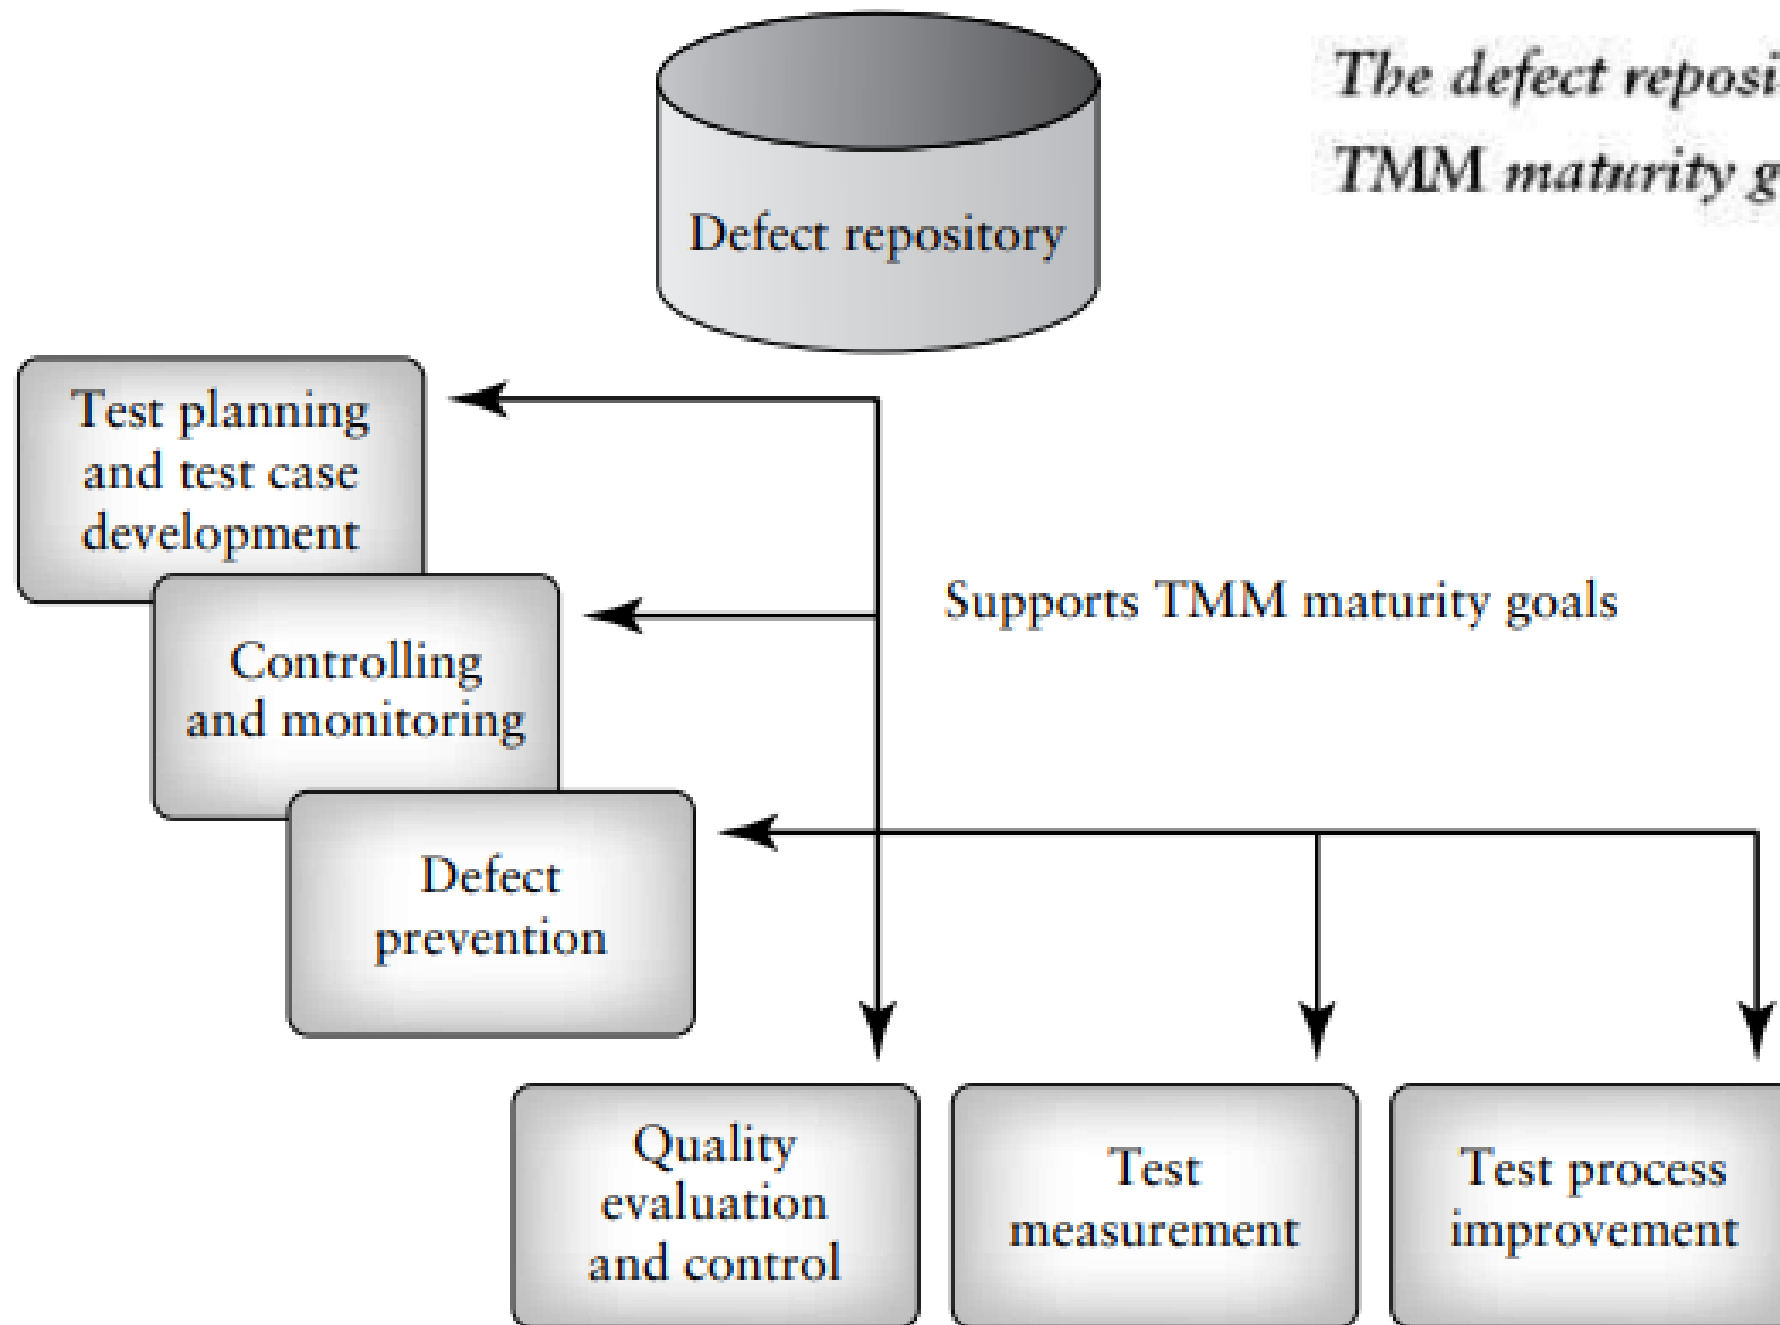 The defect
TMM maturity
Defect repository
Test planning
and test case
development
Supports TMM maturity goals
Controlling
and monitoring
Defect
prevention
Quality
evaluation
and control
Test
measurement
Test process
improvement